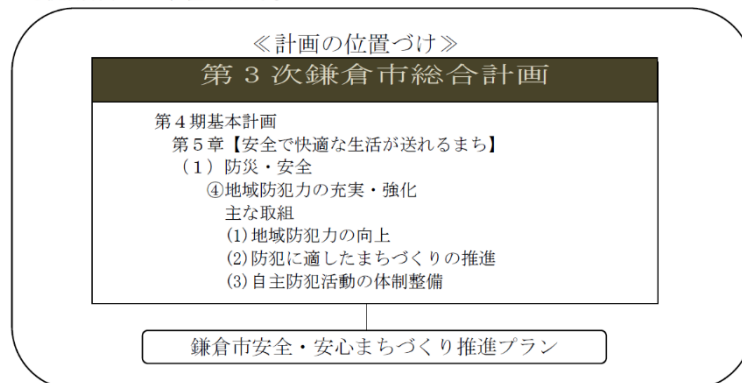 ≪計画の位置づけ≫
第３次鎌倉市総合計画
第４期基本計画
第５章【安全で快適な生活が送れるまち】
（１）防災・安全
④地域防犯力の充実・強化
主な取組
(1)地域防犯力の向上
(2)防犯に適したまちづくりの推進
(3)自主防犯活動の体制整備
鎌倉市安全・安心まちづくり推進プラン